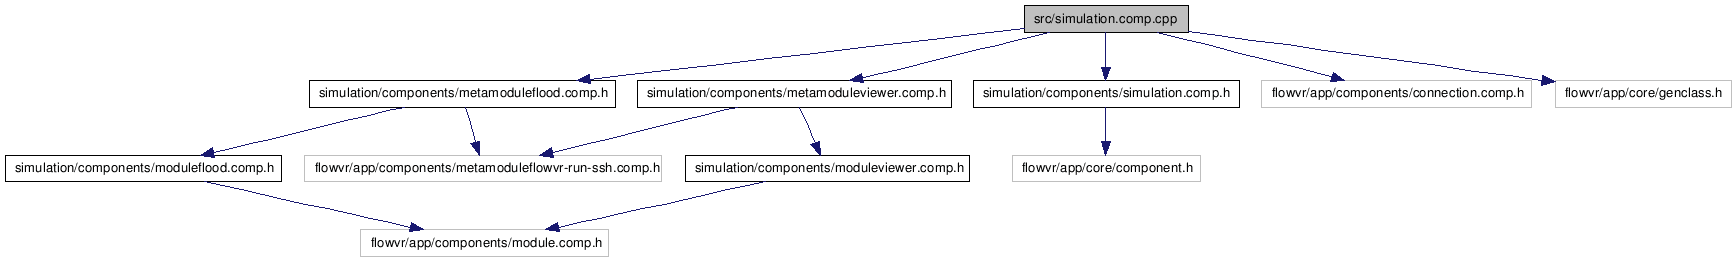 src/simulation.comp.cpp
simulation/components/metamoduleflood.comp.h
simulation/components/metamoduleviewer.comp.h
simulation/components/simulation.comp.h
flowvr/app/components/connection.comp.h
flowvr/app/core/genclass.h
simulation/components/moduleflood.comp.h
flowvr/app/components/metamoduleflowvr-run-ssh.comp.h
simulation/components/moduleviewer.comp.h
flowvr/app/core/component.h
flowvr/app/components/module.comp.h